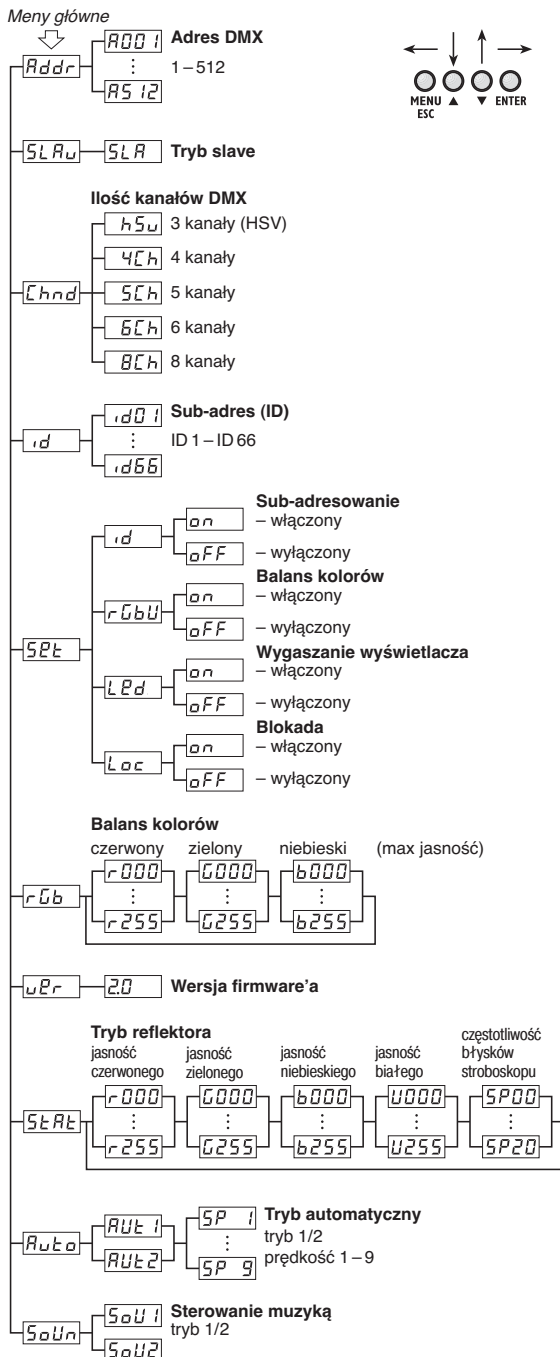 Meny główne
Addr
A001
⋮
A512
Adres DMX
1–512
MENU ESC ▲ ▼ ENTER
SLAv
SLA
Tryb slave
Ilość kanałów DMX
Chnd
hSv 3 kanały (HSV)
4Ch 4 kanały
5Ch 5 kanały
6Ch 6 kanały
8Ch 8 kanały
id
id01
⋮
id66
Sub-adres (ID)
ID 1–ID 66
SEt
Sub-adresowanie
id
on – włączony
oFF – wyłączony
Balans kolorów
rGbU
on – włączony
oFF – wyłączony
Wygaszanie wyświetlacza
LEd
on – włączony
oFF – wyłączony
Blokada
Loc
on – włączony
oFF – wyłączony
Balans kolorów
czerwony zielony niebieski (max jasność)
rGb
r000 G000 b000
⋮ ⋮ ⋮
r255 G255 b255
vEr
2.0
Wersja firmware'a
Tryb reflektora
jasność czerwonego
jasność zielonego
jasność niebieskiego
jasność białego
częstotliwość błysków stroboskopu
StAt
r000 G000 b000 U000 SP00
⋮ ⋮ ⋮ ⋮ ⋮
r255 G255 b255 U255 SP20
Auto
AUt1
AUt2
SP 1
⋮
SP 9
Tryb automatyczny
tryb 1/2
prędkość 1–9
SoUn
SoU1
SoU2
Sterowanie muzyką
tryb 1/2